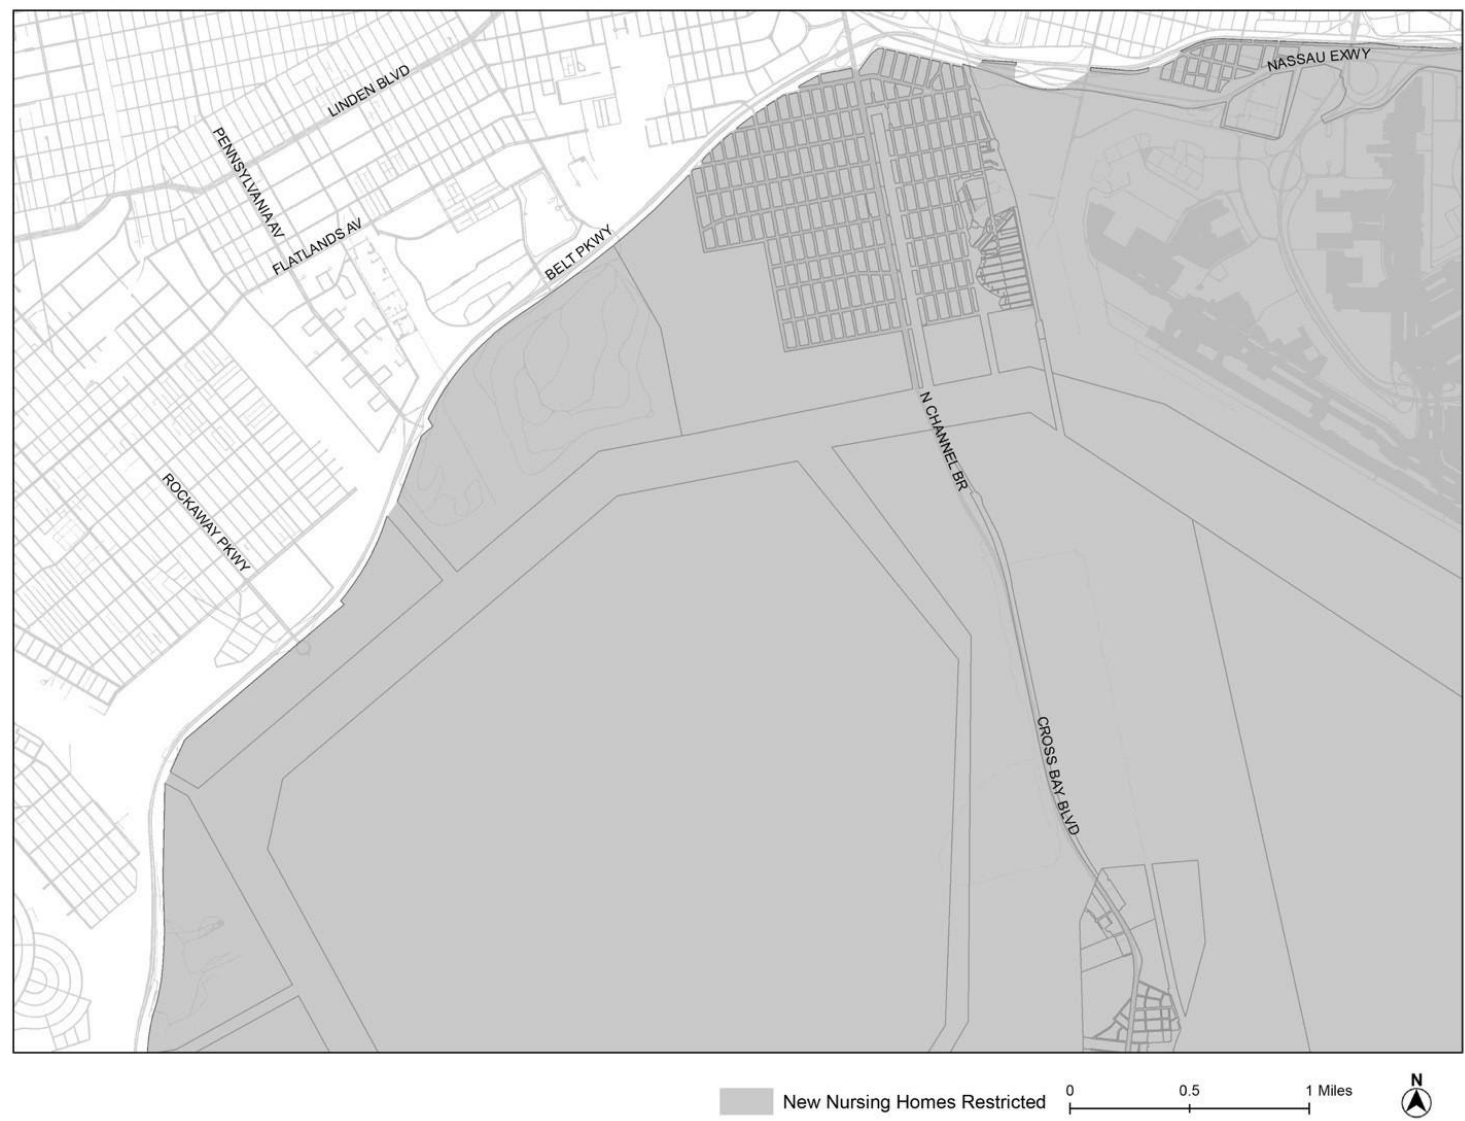 NASSAU EXWY
LINDEN BLVD
PENNSYLVANIA AV
FLATLANDS AV
BELT PKWY
N CHANNEL BR
ROCKAWAY PKWY
CROSS BAY BLVD
New Nursing Homes Restricted
0 0.5 1 Miles
N